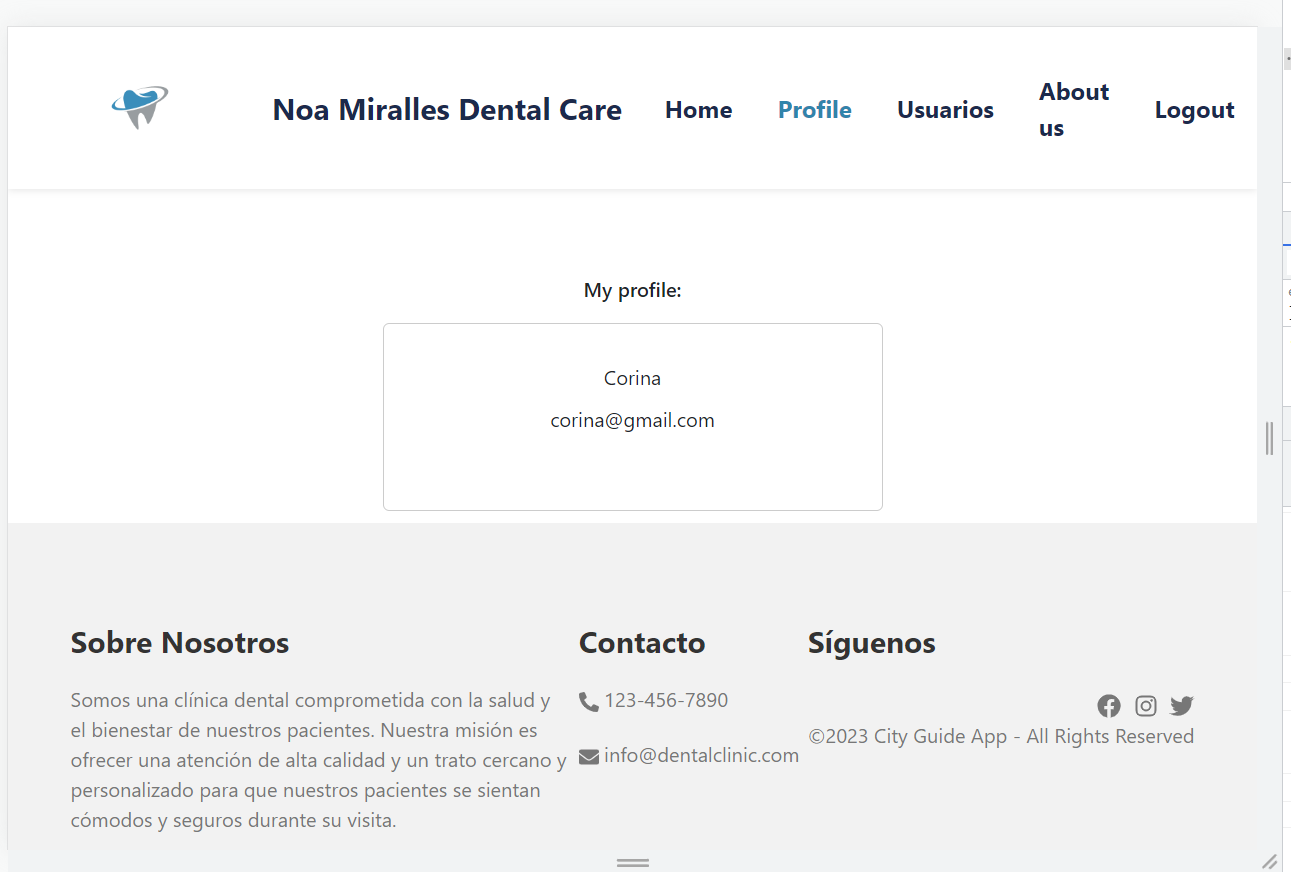 Noa Miralles Dental Care
Home
Profile
Usuarios
About
us
Logout
My profile:
Corina
corina@gmail.com
Sobre Nosotros
Somos una clínica dental comprometida con la salud y
el bienestar de nuestros pacientes. Nuestra misión es
ofrecer una atención de alta calidad y un trato cercano y
personalizado para que nuestros pacientes se sientan
cómodos y seguros durante su visita.
Contacto
123-456-7890
info@dentalclinic.com
Síguenos
©2023 City Guide App - All Rights Reserved